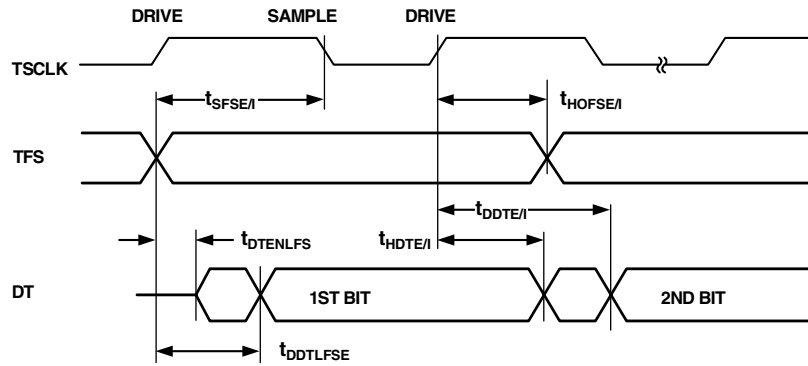 DRIVE SAMPLE DRIVE
TSCLK
tSFSE/I tHOFSE/I
TFS
tDDTE/I
tDTENLFS tHDTE/I
DT 1ST BIT 2ND BIT
tDDTLFSE